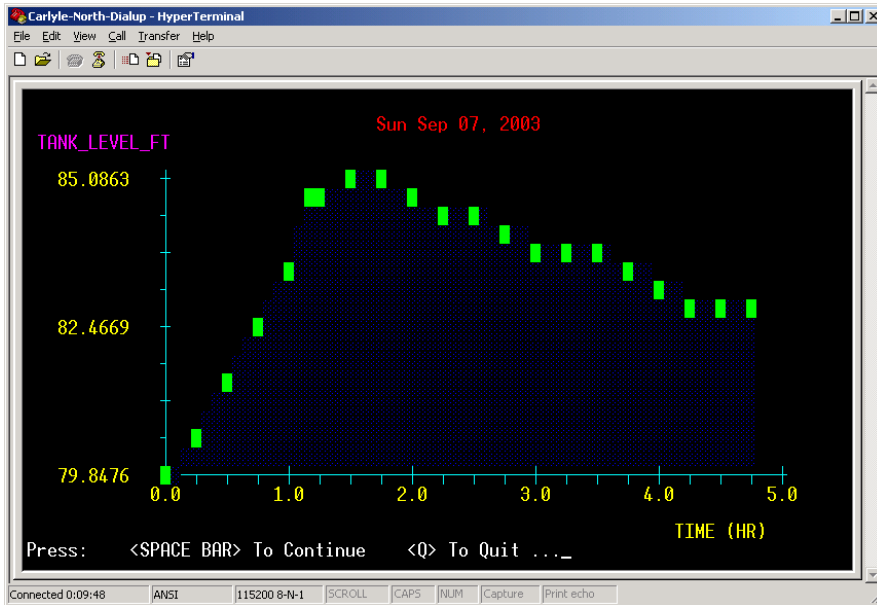 Carlyle-North-Dialup - HyperTerminal
File Edit View Call Transfer Help
Sun Sep 07, 2003
TANK_LEVEL_FT
85.0863
82.4669
79.8476
0.0 1.0 2.0 3.0 4.0 5.0
TIME (HR)
Press: <SPACE BAR> To Continue <Q> To Quit ..._
Connected 0:09:48 ANSI 115200 8-N-1 SCROLL CAPS NUM Capture Print echo